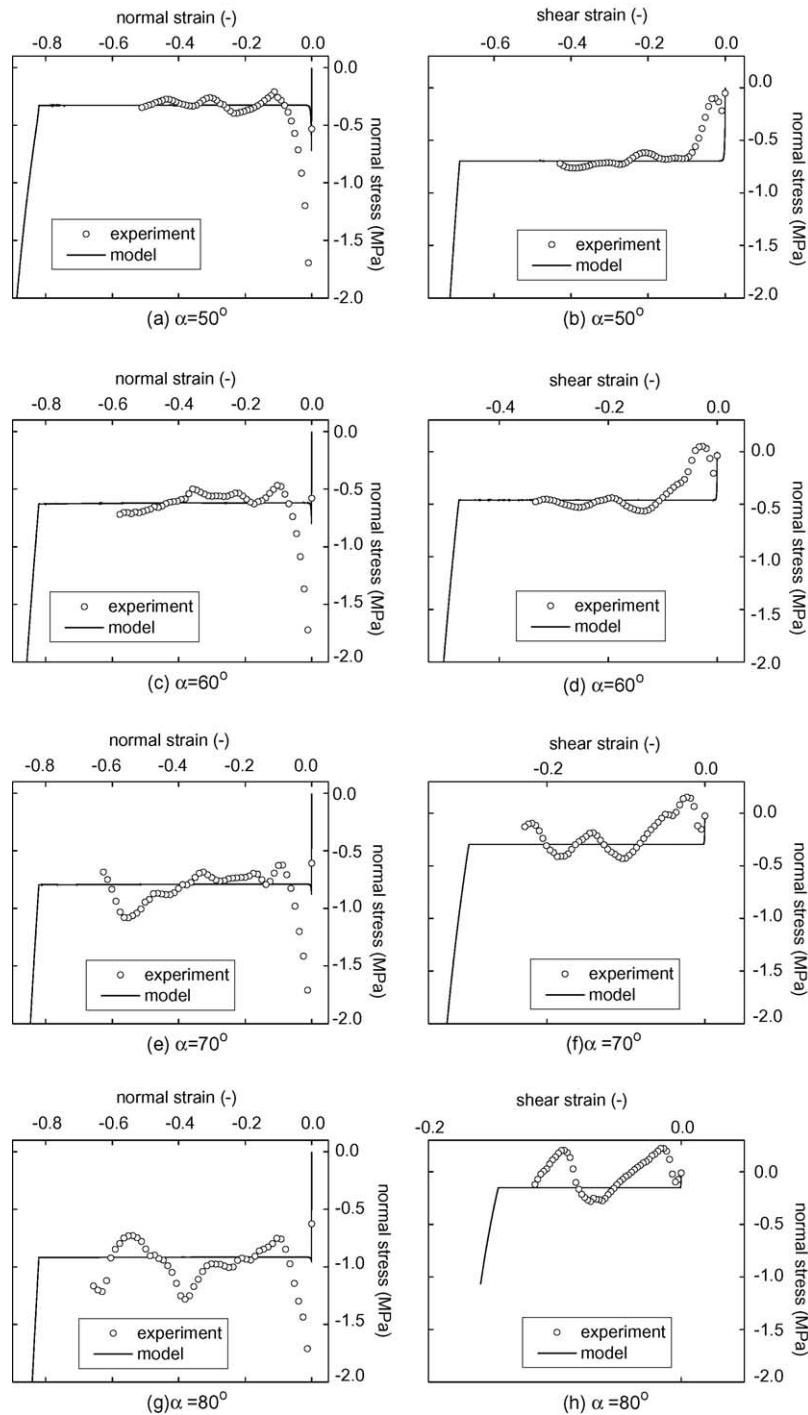 normal strain (-)
-0.8 -0.6 -0.4 -0.2 0.0
0.0
-0.5
-1.0
-1.5
-2.0
normal stress (MPa)
experiment
model
(a) α=50°
shear strain (-)
-0.6 -0.4 -0.2 0.0
0.0
-0.5
-1.0
-1.5
-2.0
normal stress (MPa)
experiment
model
(b) α=50°
normal strain (-)
-0.8 -0.6 -0.4 -0.2 0.0
0.0
-0.5
-1.0
-1.5
-2.0
normal stress (MPa)
experiment
model
(c) α=60°
shear strain (-)
-0.4 -0.2 0.0
0.0
-0.5
-1.0
-1.5
-2.0
normal stress (MPa)
experiment
model
(d) α=60°
normal strain (-)
-0.8 -0.6 -0.4 -0.2 0.0
0.0
-0.5
-1.0
-1.5
-2.0
normal stress (MPa)
experiment
model
(e) α=70°
shear strain (-)
-0.2 0.0
0.0
-0.5
-1.0
-1.5
-2.0
normal stress (MPa)
experiment
model
(f)α =70°
normal strain (-)
-0.8 -0.6 -0.4 -0.2 0.0
0.0
-0.5
-1.0
-1.5
-2.0
normal stress (MPa)
experiment
model
(g)α =80°
shear strain (-)
-0.2 0.0
0.0
-0.5
-1.0
-1.5
-2.0
normal stress (MPa)
experiment
model
(h) α =80°